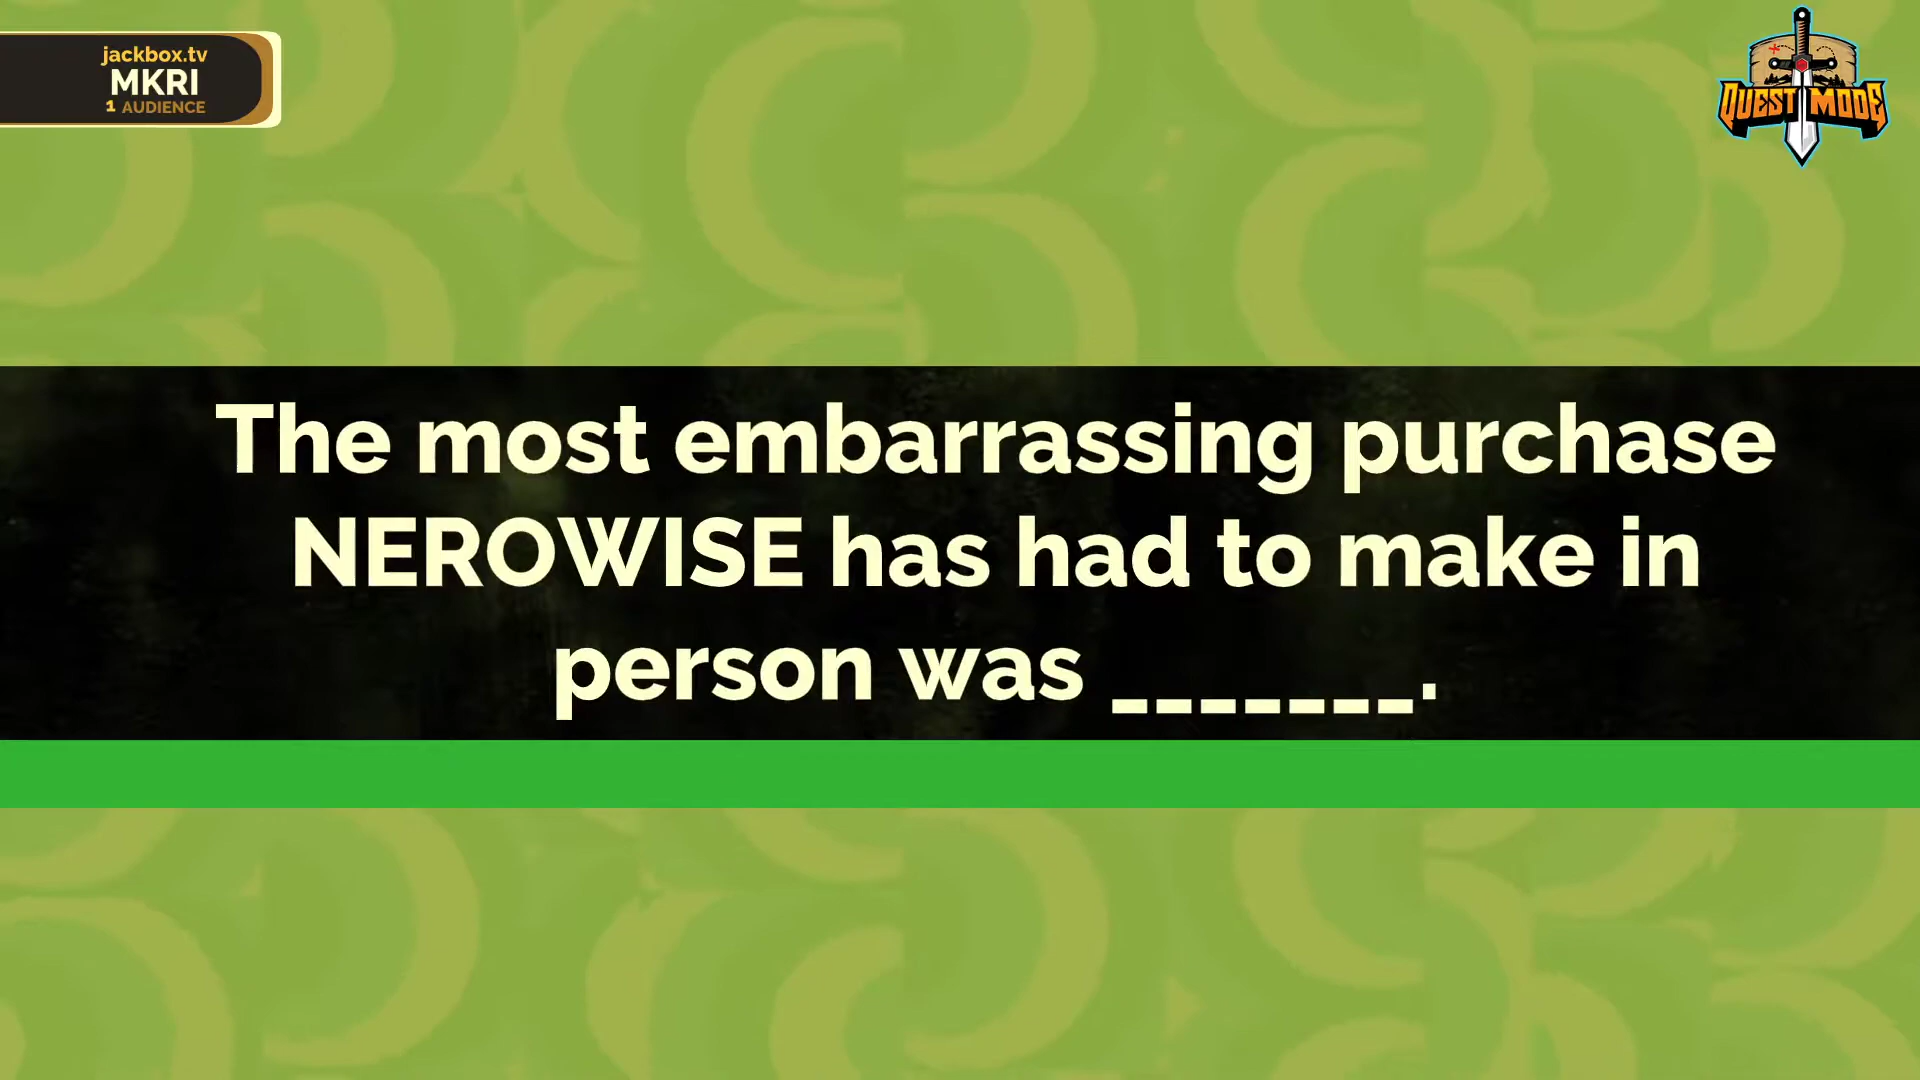 jackbox.tv
MKRI
1 AUDIENCE
QUEST MODE
The most embarrassing purchase
NEROWISE has had to make in
person was _______.